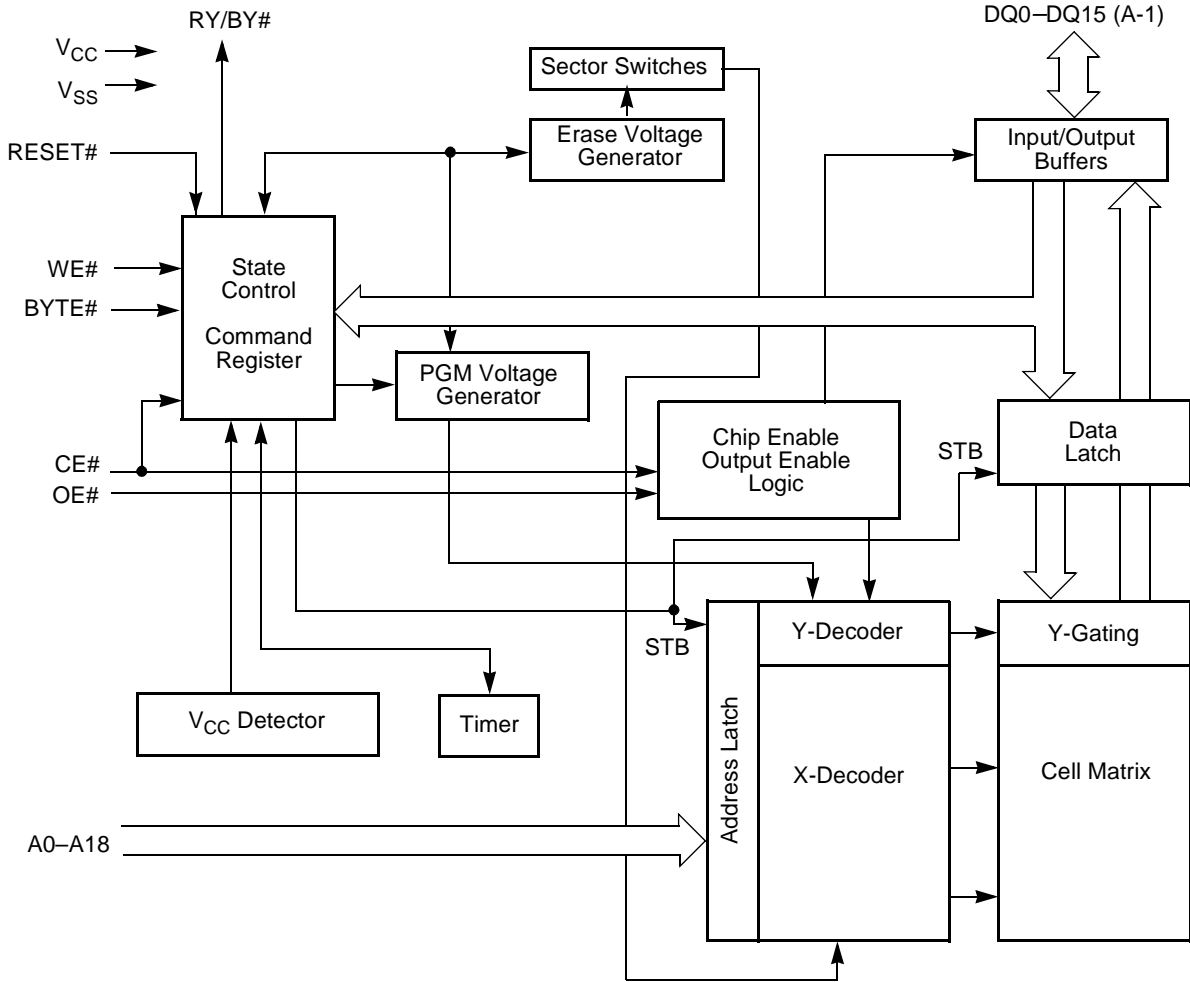 RY/BY#
DQ0–DQ15 (A-1)
VCC
VSS
Sector Switches
Erase Voltage
Generator
Input/Output
Buffers
RESET#
WE#
BYTE#
State
Control
Command
Register
PGM Voltage
Generator
Chip Enable
Output Enable
Logic
STB
Data
Latch
CE#
OE#
STB
Y-Decoder
Y-Gating
VCC Detector
Timer
Address Latch
X-Decoder
Cell Matrix
A0–A18